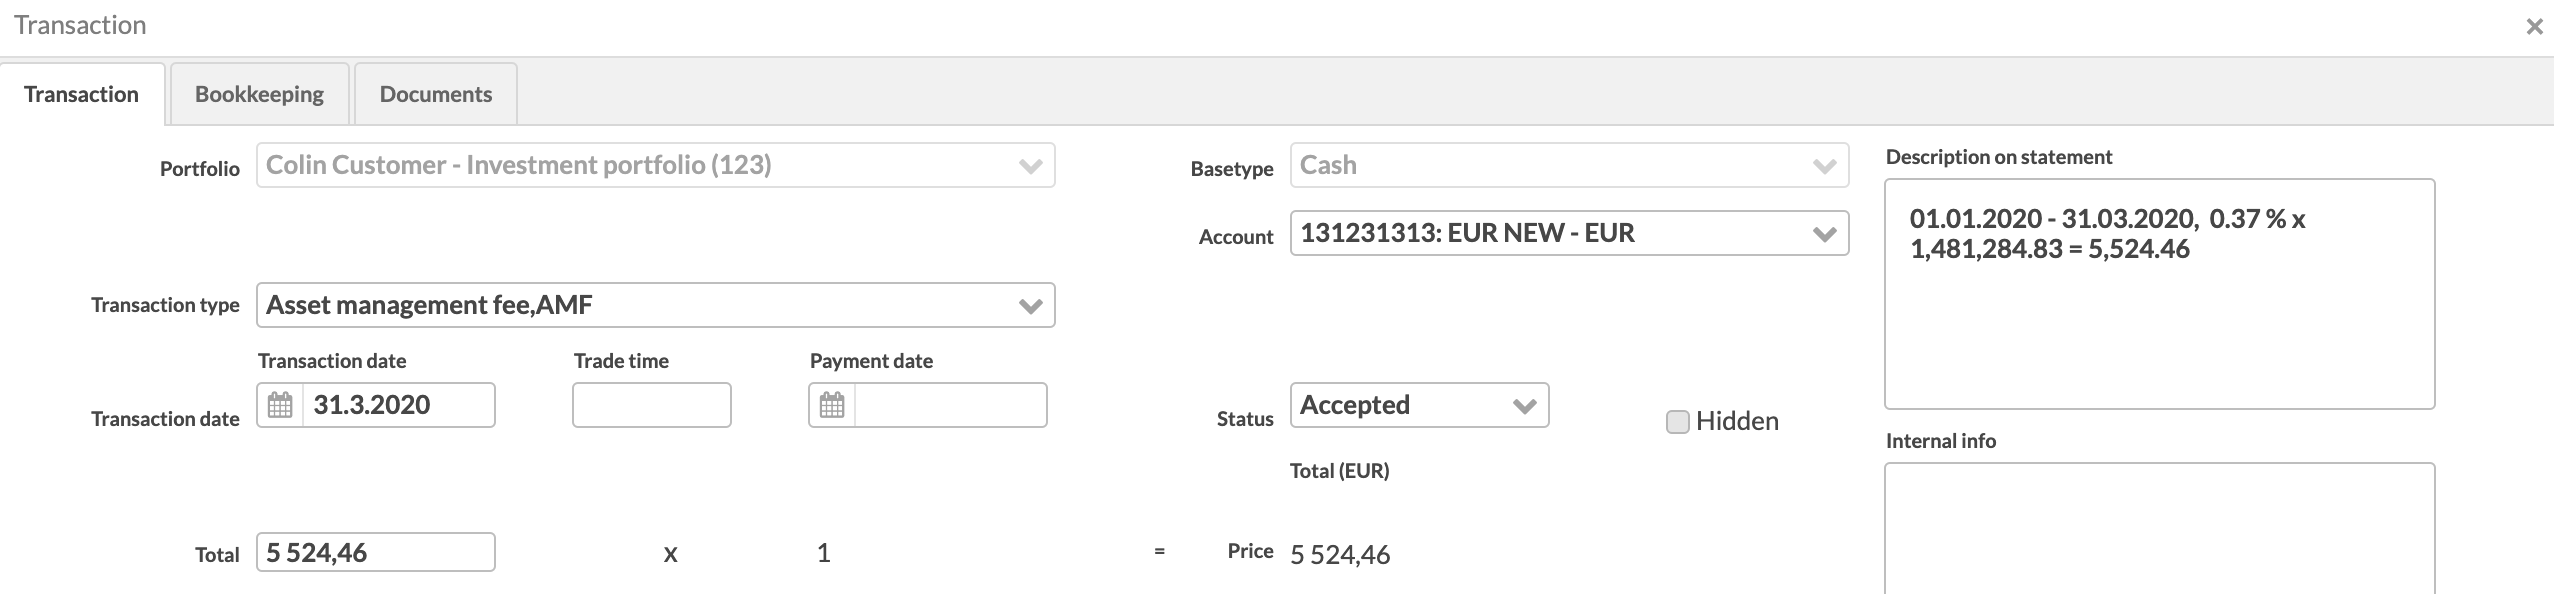 Transaction
Transaction Bookkeeping Documents
Portfolio Colin Customer - Investment portfolio (123)
Basetype Cash
Account 131231313: EUR NEW - EUR
Description on statement
01.01.2020 - 31.03.2020,  0.37 % x
1,481,284.83 = 5,524.46
Transaction type Asset management fee,AMF
Transaction date Trade time Payment date
Transaction date 31.3.2020
Status Accepted
Hidden
Internal info
Total (EUR)
Total 5 524,46 x 1 = Price 5 524,46